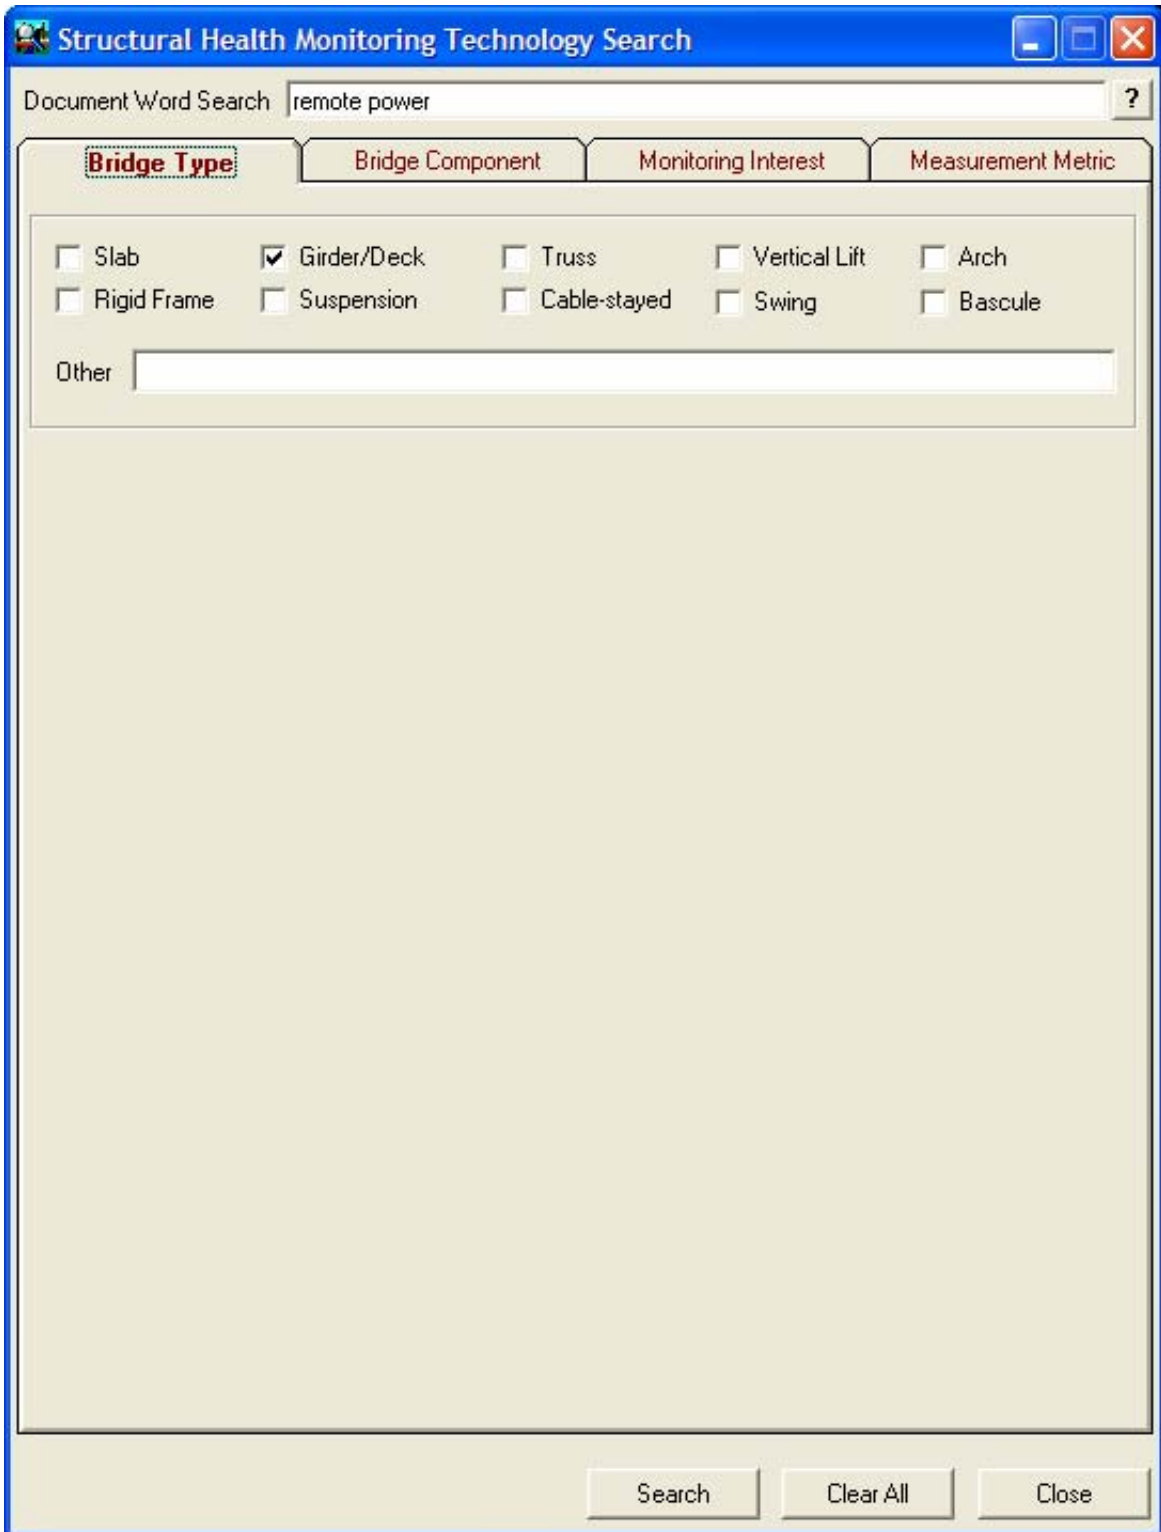 Structural Health Monitoring Technology Search
Document Word Search remote power ?
Bridge Type Bridge Component Monitoring Interest Measurement Metric
Slab Girder/Deck Truss Vertical Lift Arch
Rigid Frame Suspension Cable-stayed Swing Bascule
Other
Search Clear All Close